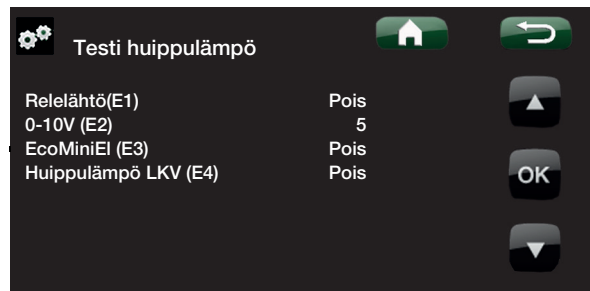 Testi huippulämpö
Relelähtö(E1) Pois
0-10V (E2) 5
EcoMiniEl (E3) Pois
Huippulämpö LKV (E4) Pois
OK